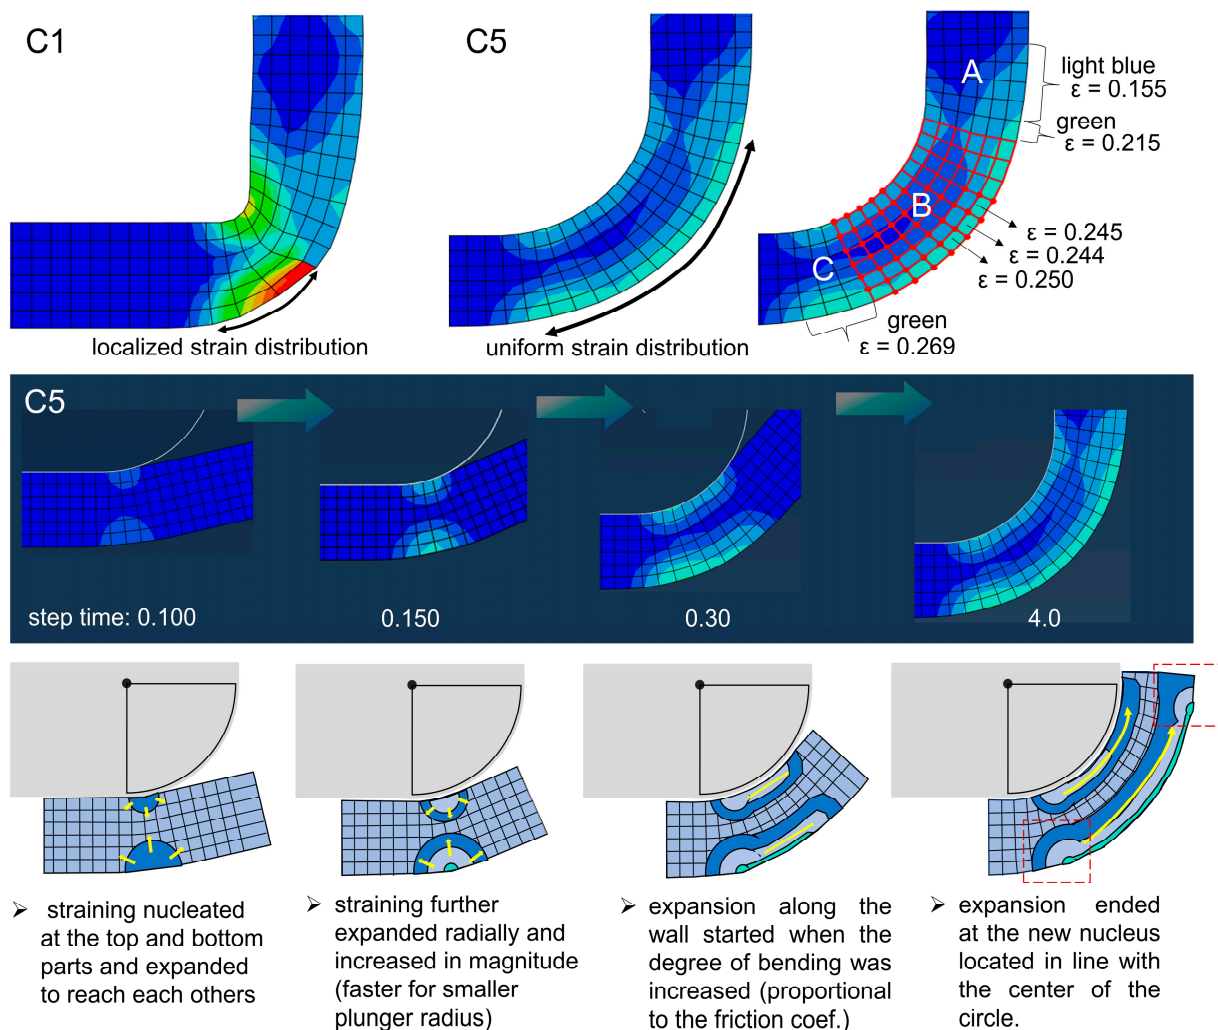 C1
C5
A
B
C
light blue
ε = 0.155
green
ε = 0.215
ε = 0.245
ε = 0.244
ε = 0.250
green
ε = 0.269
localized strain distribution
uniform strain distribution
C5
step time: 0.100
0.150
0.30
4.0
➢ straining nucleated
at the top and bottom
parts and expanded
to reach each others
➢ straining further
expanded radially and
increased in magnitude
(faster for smaller
plunger radius)
➢ expansion along the
wall started when the
degree of bending was
increased (proportional
to the friction coef.)
➢ expansion ended
at the new nucleus
located in line with
the center of the
circle.